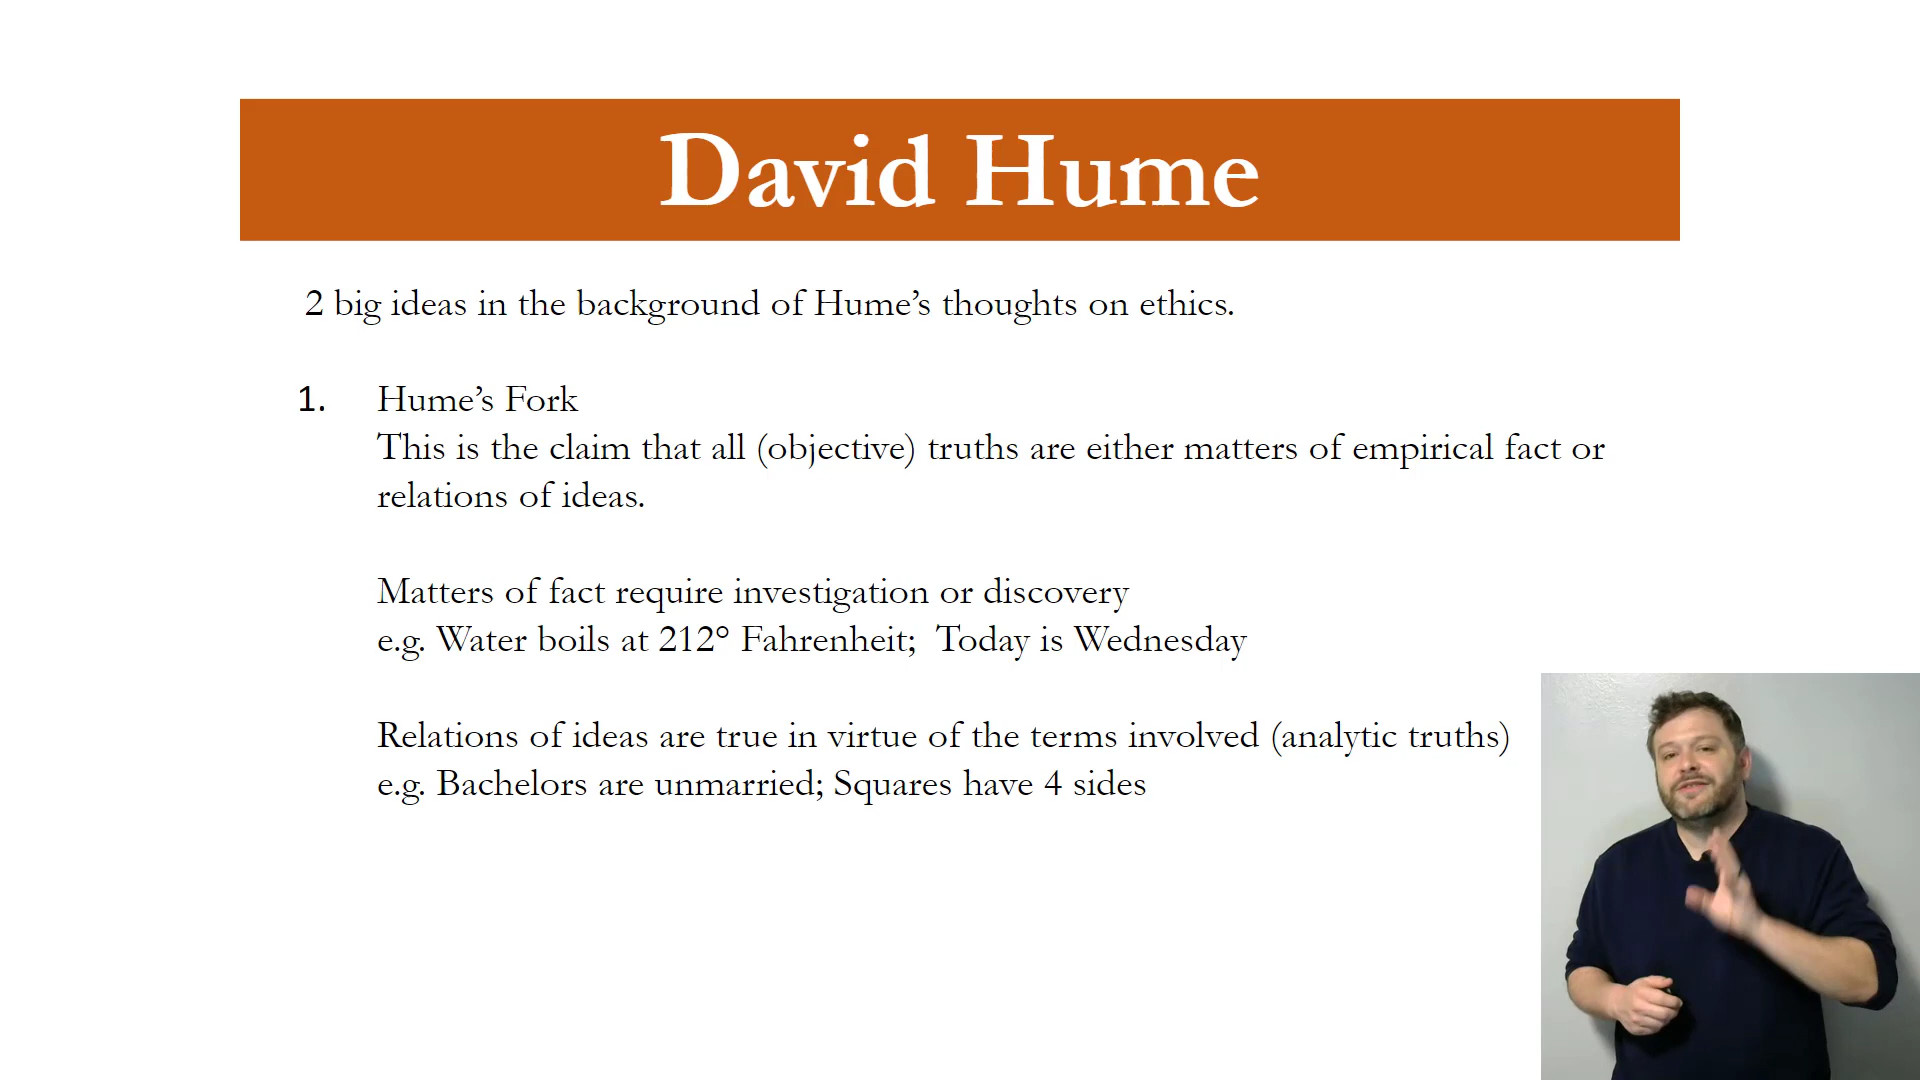 David Hume
2 big ideas in the background of Hume’s thoughts on ethics.
1. Hume’s Fork
This is the claim that all (objective) truths are either matters of empirical fact or
relations of ideas.
Matters of fact require investigation or discovery
e.g. Water boils at 212° Fahrenheit;  Today is Wednesday
Relations of ideas are true in virtue of the terms involved (analytic truths)
e.g. Bachelors are unmarried; Squares have 4 sides